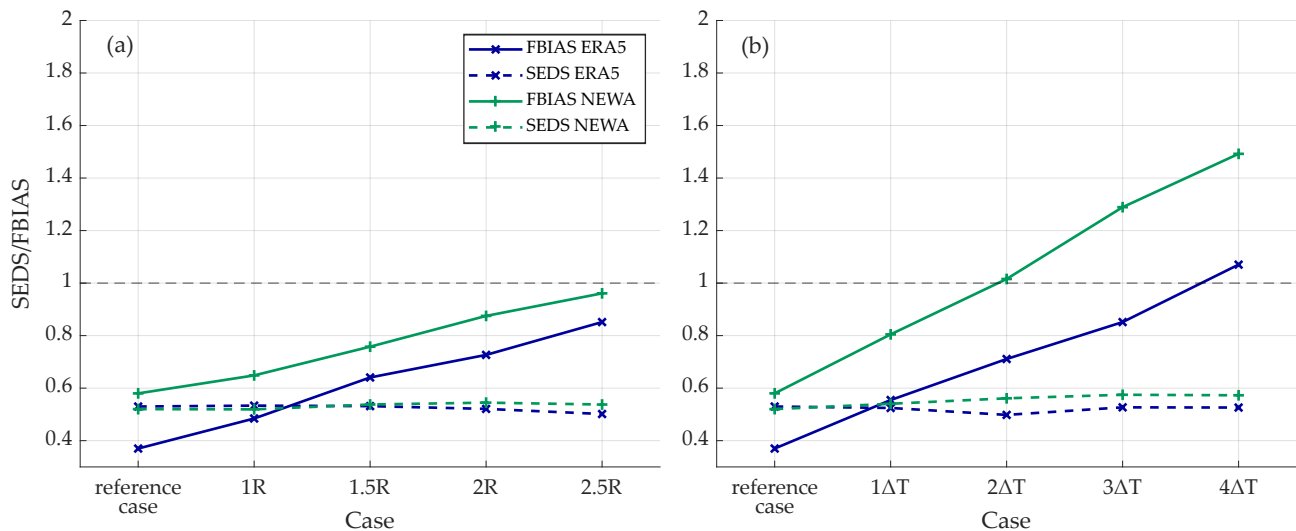 (a)
FBIAS ERA5
SEDS ERA5
FBIAS NEWA
SEDS NEWA
SEDS/FBIAS
2
1.8
1.6
1.4
1.2
1
0.8
0.6
0.4
reference case
1R
1.5R
2R
2.5R
Case
(b)
2
1.8
1.6
1.4
1.2
1
0.8
0.6
0.4
reference case
1ΔT
2ΔT
3ΔT
4ΔT
Case